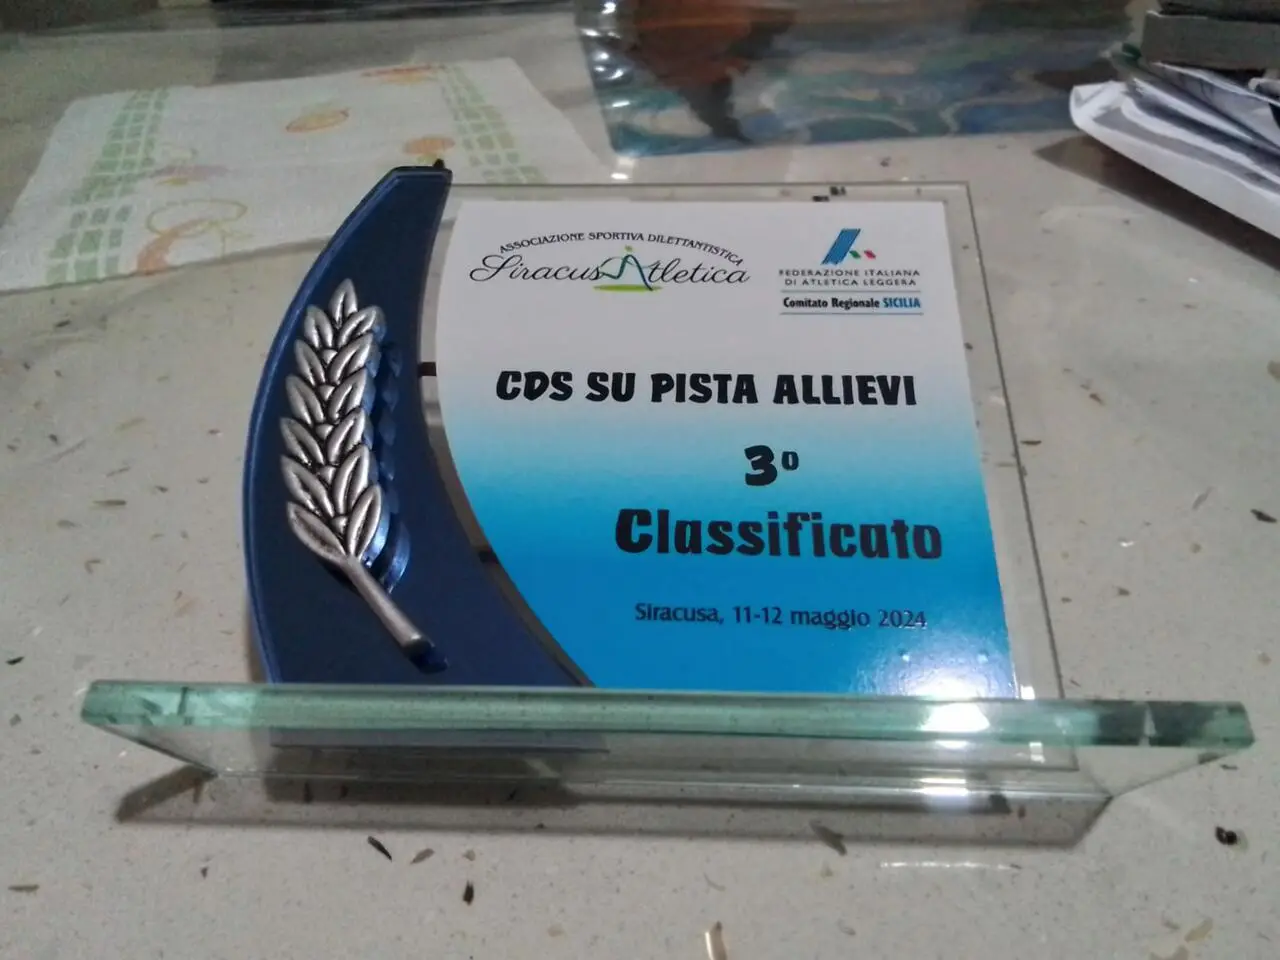 ASSOCIAZIONE SPORTIVA DILETTANTISTICA
SiracusAtletica
FEDERAZIONE ITALIANA
DI ATLETICA LEGGERA
Comitato Regionale SICILIA
CDS SU PISTA ALLIEVI
3º
Classificato
Siracusa, 11-12 maggio 2024